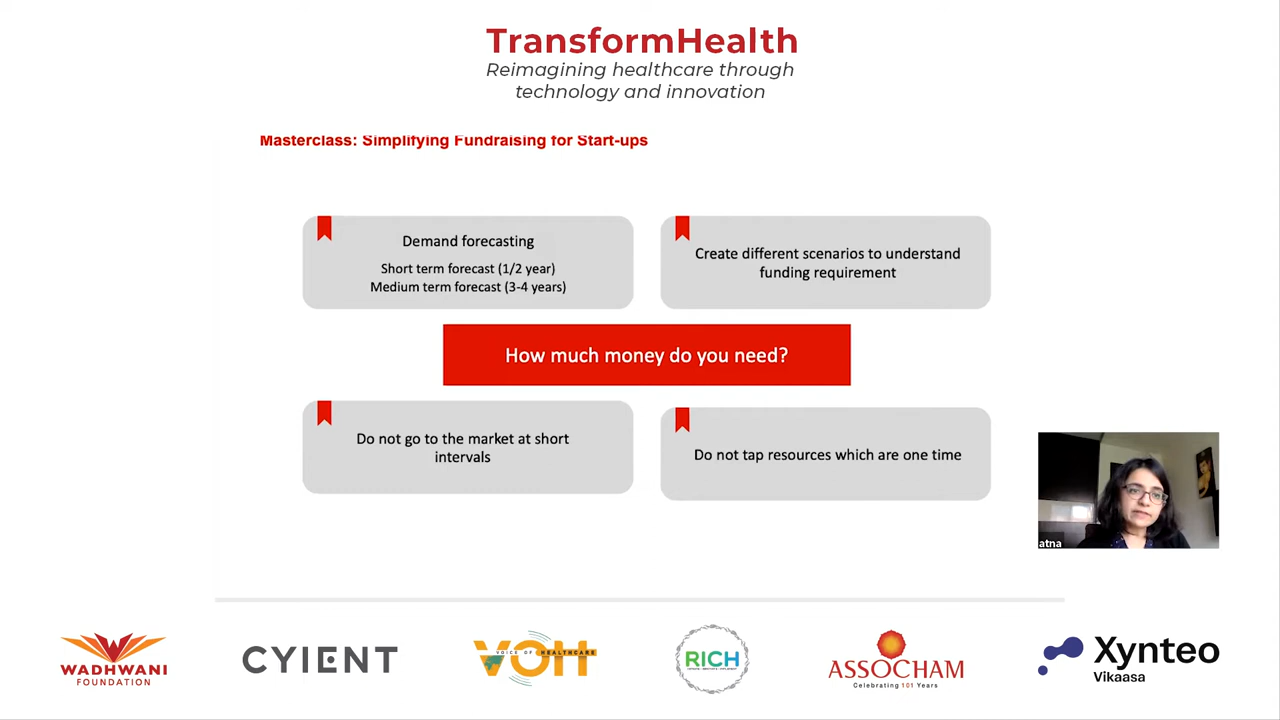 TransformHealth
Reimagining healthcare through
technology and innovation
Masterclass: Simplifying Fundraising for Start-ups
Demand forecasting
Short term forecast (1/2 year)
Medium term forecast (3-4 years)
Create different scenarios to understand
funding requirement
How much money do you need?
Do not go to the market at short
intervals
Do not tap resources which are one time
atna
WADHWANI
FOUNDATION
CYIENT
VOH
VOICE OF HEALTHCARE
RICH
ASSOCHAM
Celebrating 101 Years
Xynteo
Vikaasa